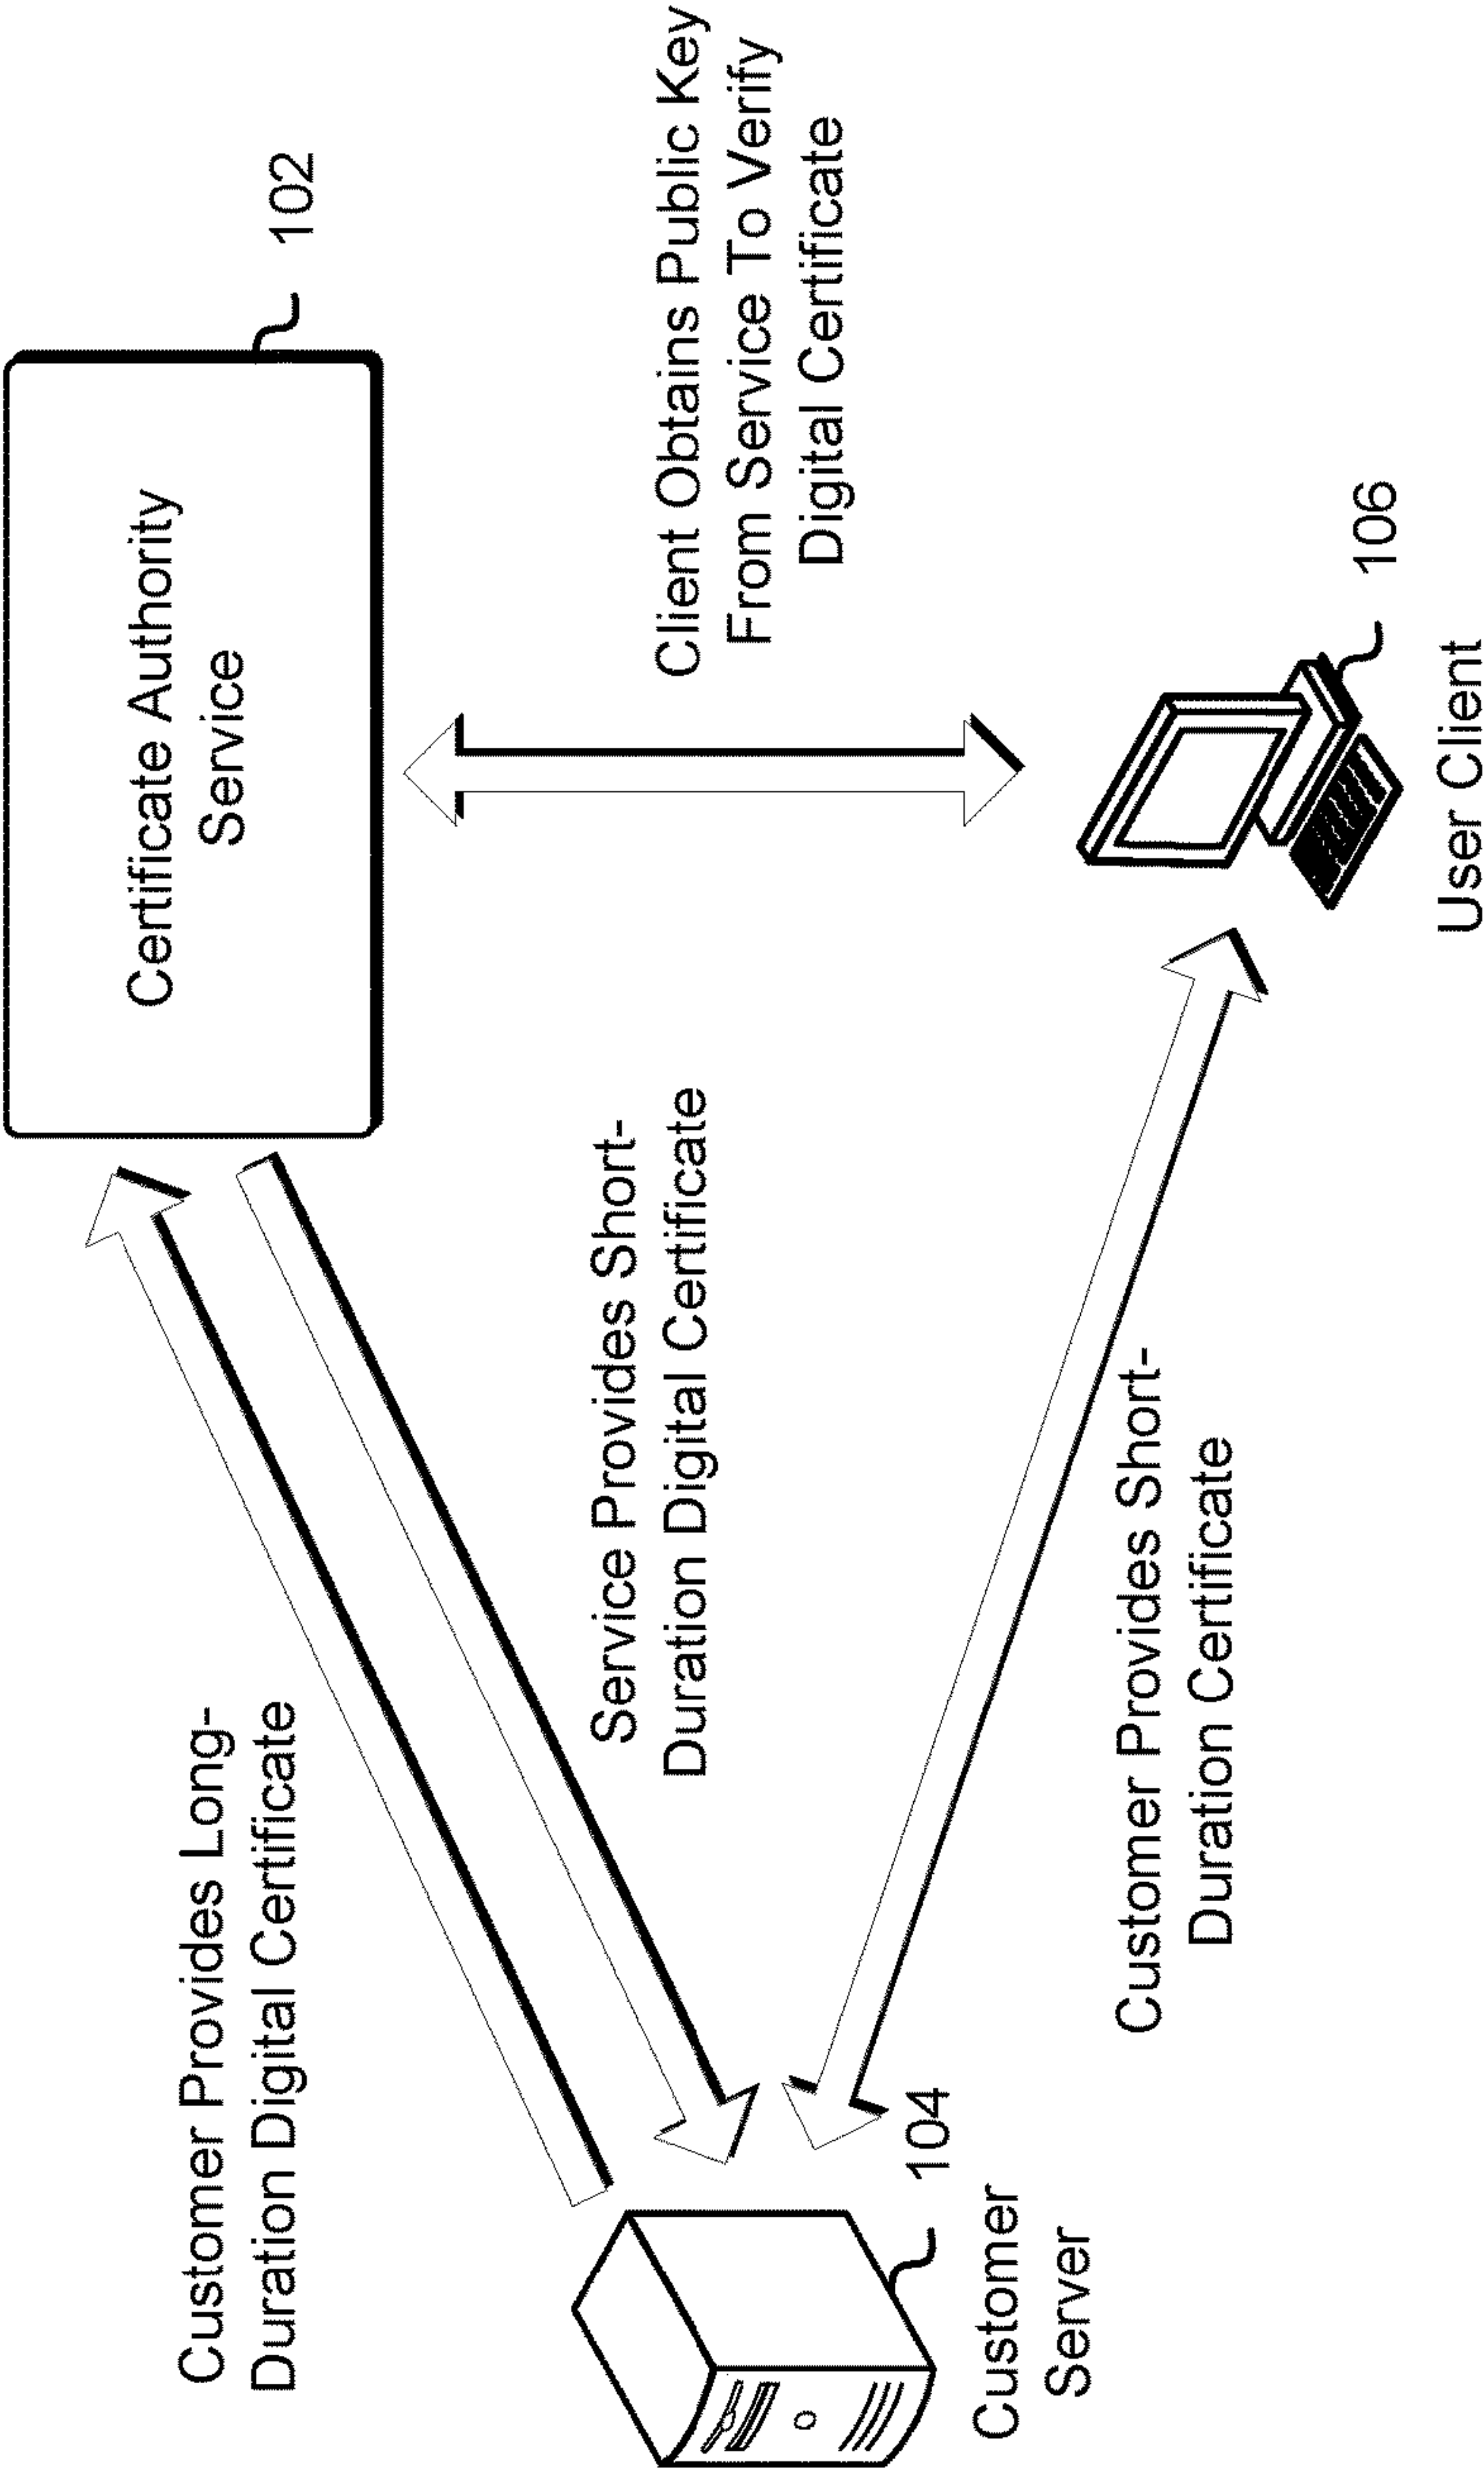 Certificate Authority
Service
102
Customer Provides Long-
Duration Digital Certificate
Service Provides Short-
Duration Digital Certificate
Client Obtains Public Key
From Service To Verify
Digital Certificate
104
Customer
Server
Customer Provides Short-
Duration Certificate
106
User Client